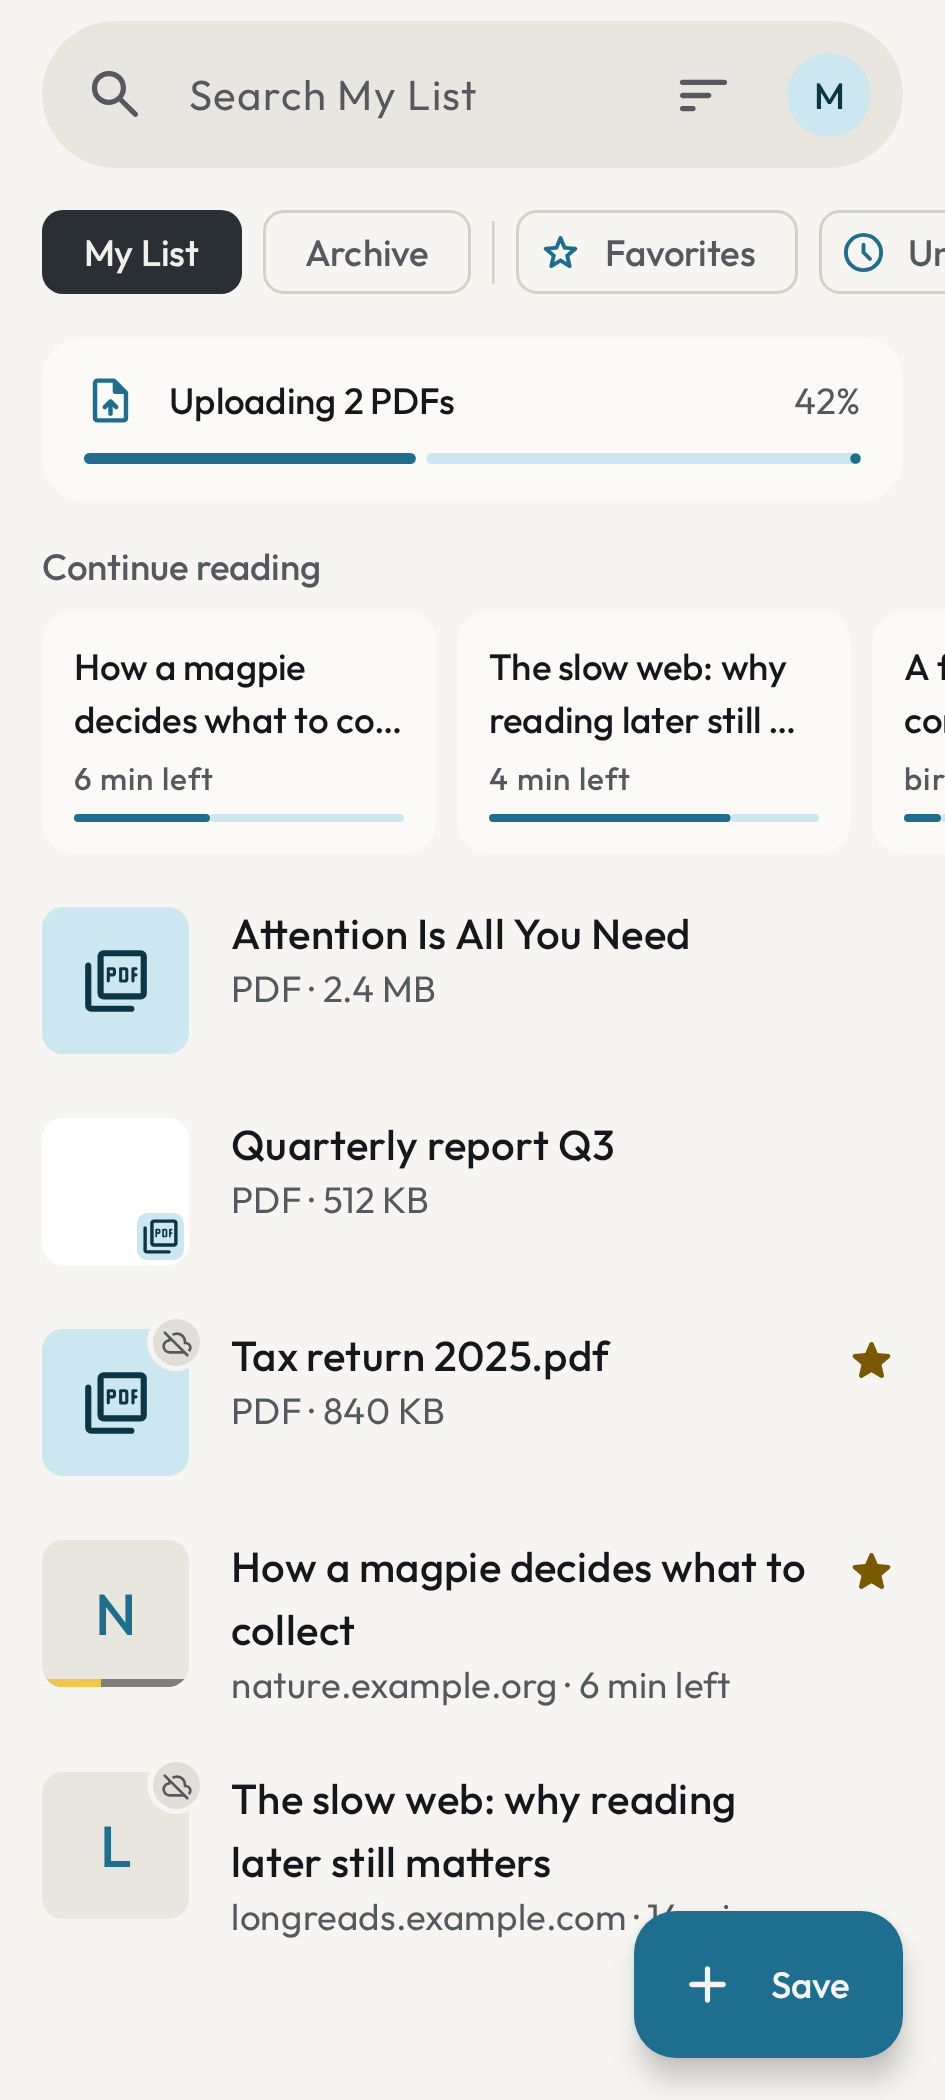 Search My List
M
My List
Archive
Favorites
Uploading 2 PDFs
42%
Continue reading
How a magpie
decides what to co...
6 min left
The slow web: why
reading later still ...
4 min left
A
PDF
Attention Is All You Need
PDF · 2.4 MB
PDF
Quarterly report Q3
PDF · 512 KB
PDF
Tax return 2025.pdf
PDF · 840 KB
N
How a magpie decides what to
collect
nature.example.org · 6 min left
L
The slow web: why reading
later still matters
longreads.example.com ·
Save